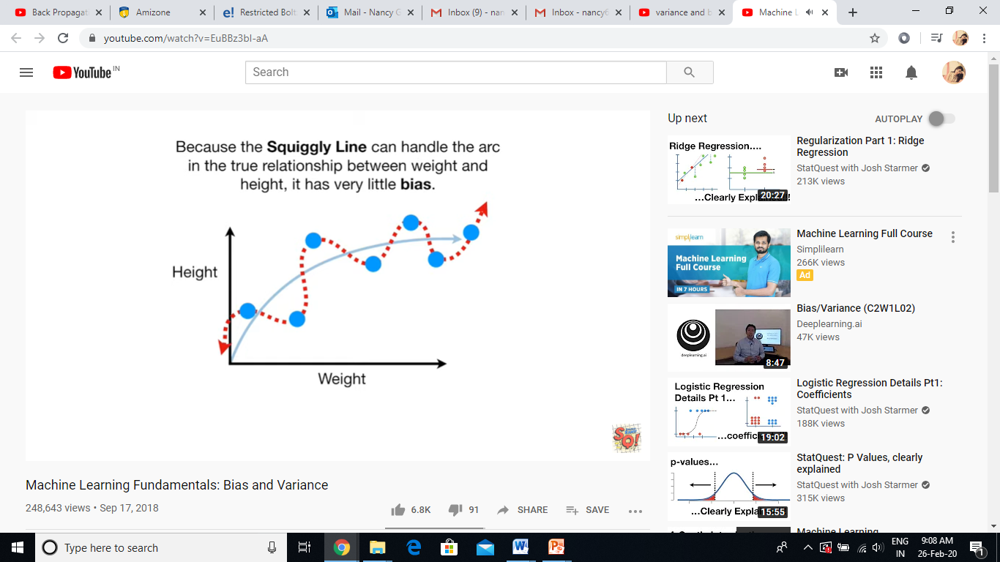 Back Propagat
Amizone
Restricted Bolt
Mail - Nancy G
Inbox (9) - nan
Inbox - nancy6
variance and b
Machine L
youtube.com/watch?v=EuBBz3bI-aA
YouTube IN
Search
Because the Squiggly Line can handle the arc
in the true relationship between weight and
height, it has very little bias.
Height
Weight
Machine Learning Fundamentals: Bias and Variance
248,643 views • Sep 17, 2018
6.8K
91
SHARE
SAVE
Up next
AUTOPLAY
Ridge Regression....
20:27
Regularization Part 1: Ridge
Regression
StatQuest with Josh Starmer
213K views
simplilearn
Machine Learning
Full Course
IN 7 HOURS
Machine Learning Full Course
Simplilearn
266K views
Ad
deeplearning.ai
8:47
Bias/Variance (C2W1L02)
Deeplearning.ai
47K views
Logistic Regression
Details Pt 1...
19:02
Logistic Regression Details Pt1:
Coefficients
StatQuest with Josh Starmer
188K views
p-values...
15:55
StatQuest: P Values, clearly
explained
StatQuest with Josh Starmer
315K views
Machine Learning
Type here to search
ENG
IN
9:08 AM
26-Feb-20
1